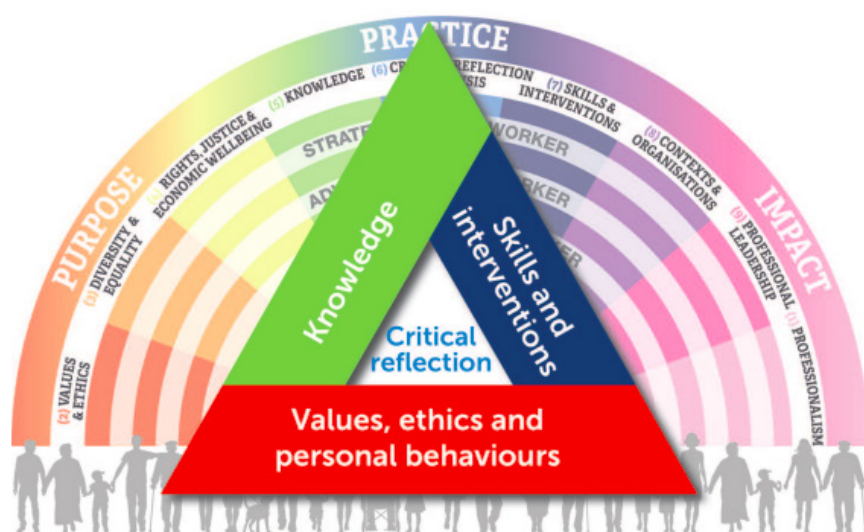 PRACTICE
PURPOSE
IMPACT
(2) VALUES
& ETHICS
(3) DIVERSITY &
EQUALITY
RIGHTS, JUSTICE &
ECONOMIC WELLBEING
(5) KNOWLEDGE
(6)
REFLECTION
(7) SKILLS &
INTERVENTIONS
(8) CONTEXTS &
ORGANISATIONS
(9) PROFESSIONAL
LEADERSHIP
(1) PROFESSIONALISM
WORKER
Knowledge
Skills and
interventions
Critical
reflection
Values, ethics and
personal behaviours